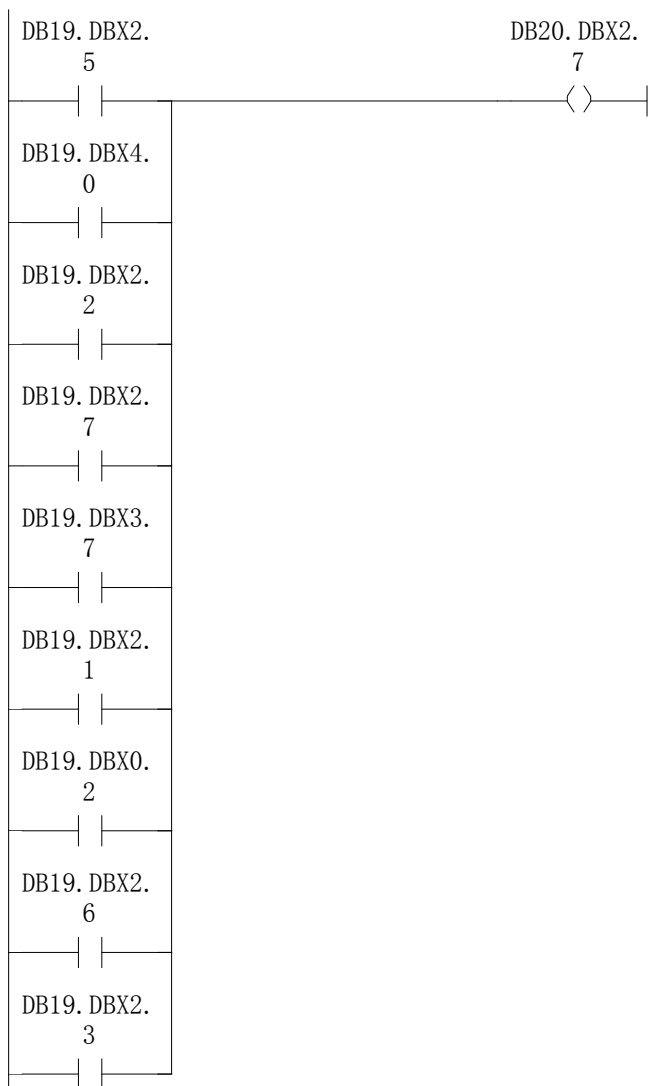 DB19.DBX2.
5
DB20.DBX2.
7
DB19.DBX4.
0
DB19.DBX2.
2
DB19.DBX2.
7
DB19.DBX3.
7
DB19.DBX2.
1
DB19.DBX0.
2
DB19.DBX2.
6
DB19.DBX2.
3